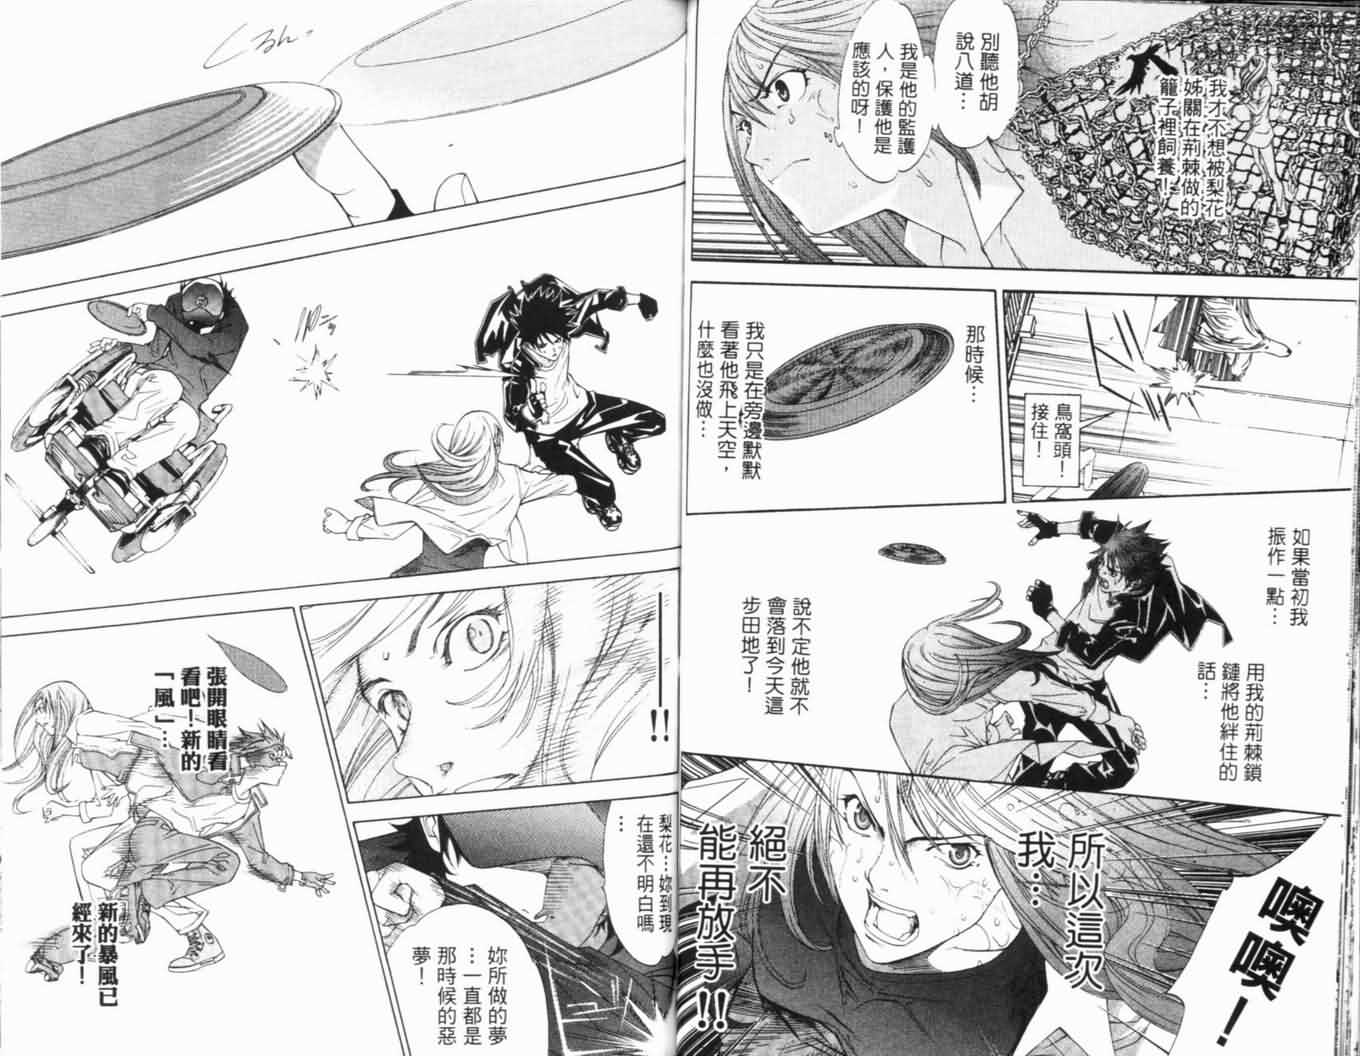 我才不想被梨花
姊關在荊棘做的
籠子裡飼養！
別聽他胡
說八道…
我是他的監護
人，保護他是
應該的呀！
鳥窩頭！
接住！
那時候…
我只是在旁邊默默
看著他飛上天空，
什麼也沒做…
如果當初我
振作一點…
用我的荊棘鎖
鏈將他絆住的
話…
說不定他就不
會落到今天這
步田地了！
噢噢！
所以這次
我…
絕不
能再放手!!
くるん。
!!
梨花…妳到現
在還不明白嗎
…
妳所做的夢
…一直都是
那時候的惡
夢！
張開眼睛看
看吧！新的
「風」…
新的暴風已
經來了！